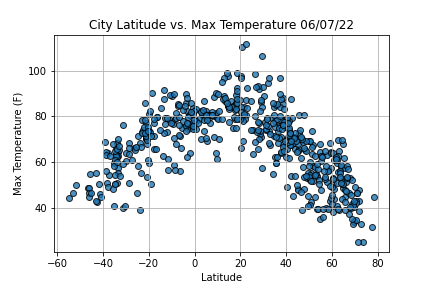 City Latitude vs. Max Temperature 06/07/22
Max Temperature (F)
100
80
60
40
−60 −40 −20 0 20 40 60 80
Latitude